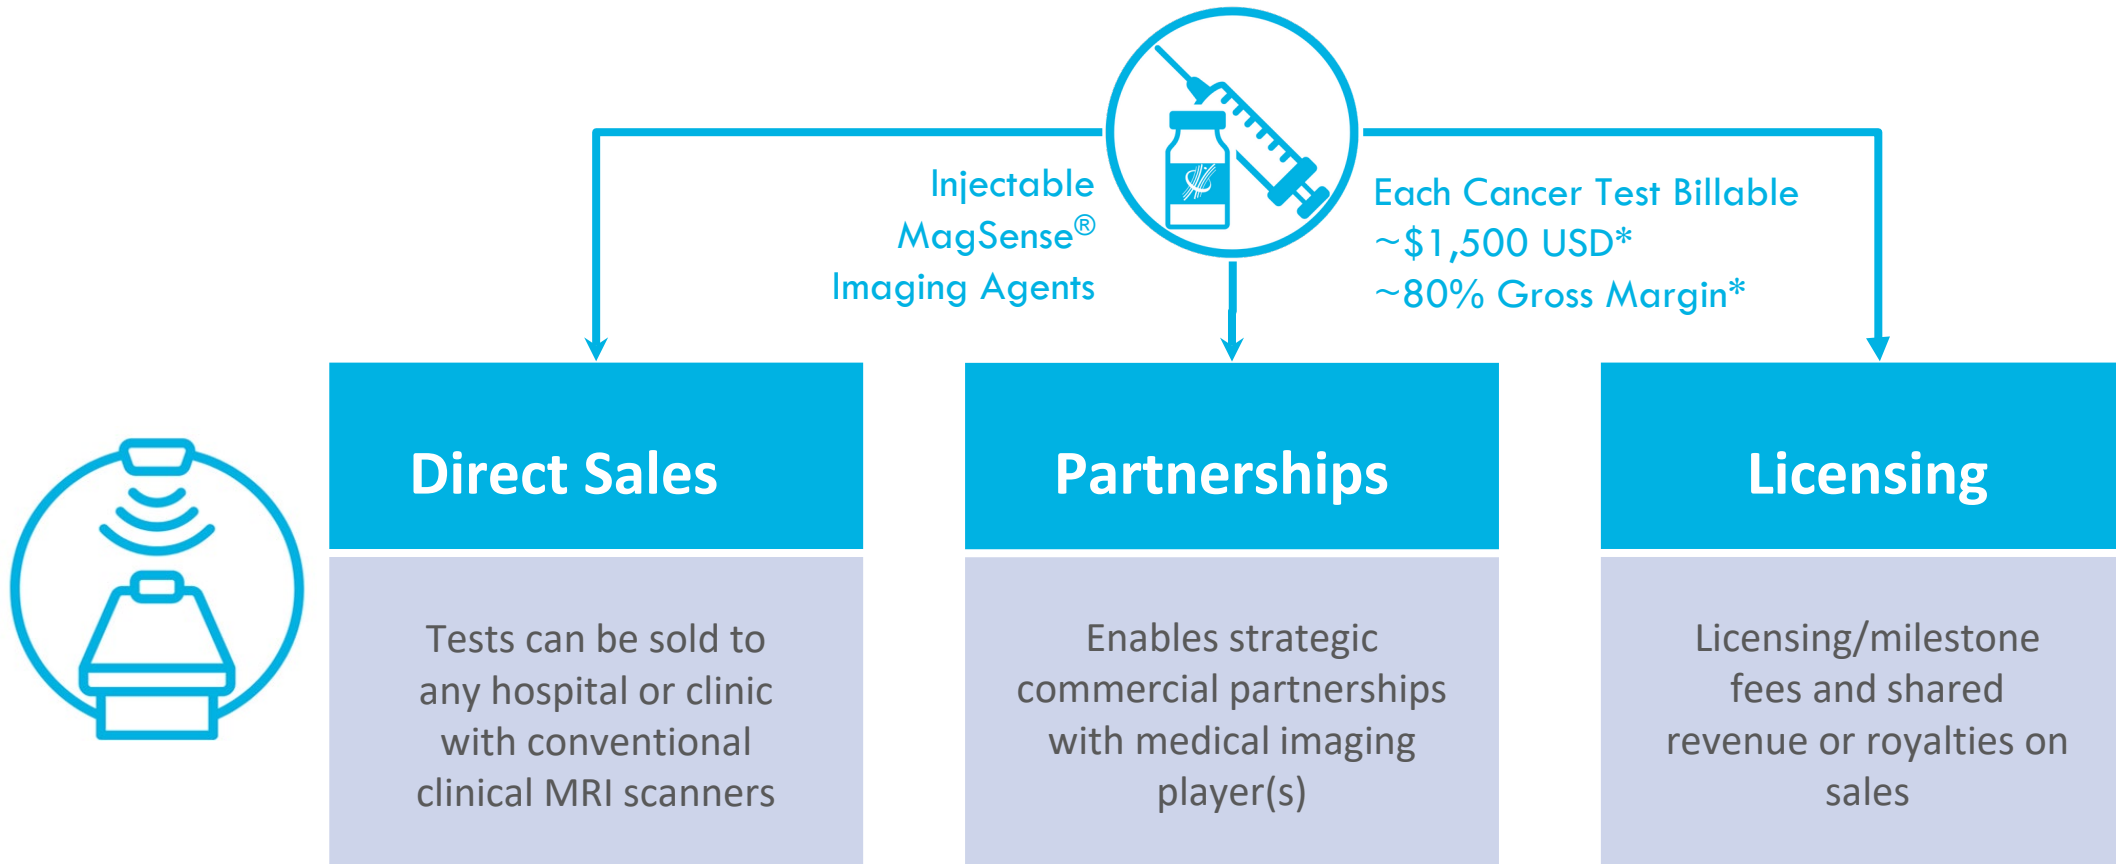 Injectable
MagSense®
Imaging Agents
Each Cancer Test Billable
~$1,500 USD*
~80% Gross Margin*
Direct Sales
Tests can be sold to
any hospital or clinic
with conventional
clinical MRI scanners
Partnerships
Enables strategic
commercial partnerships
with medical imaging
player(s)
Licensing
Licensing/milestone
fees and shared
revenue or royalties on
sales